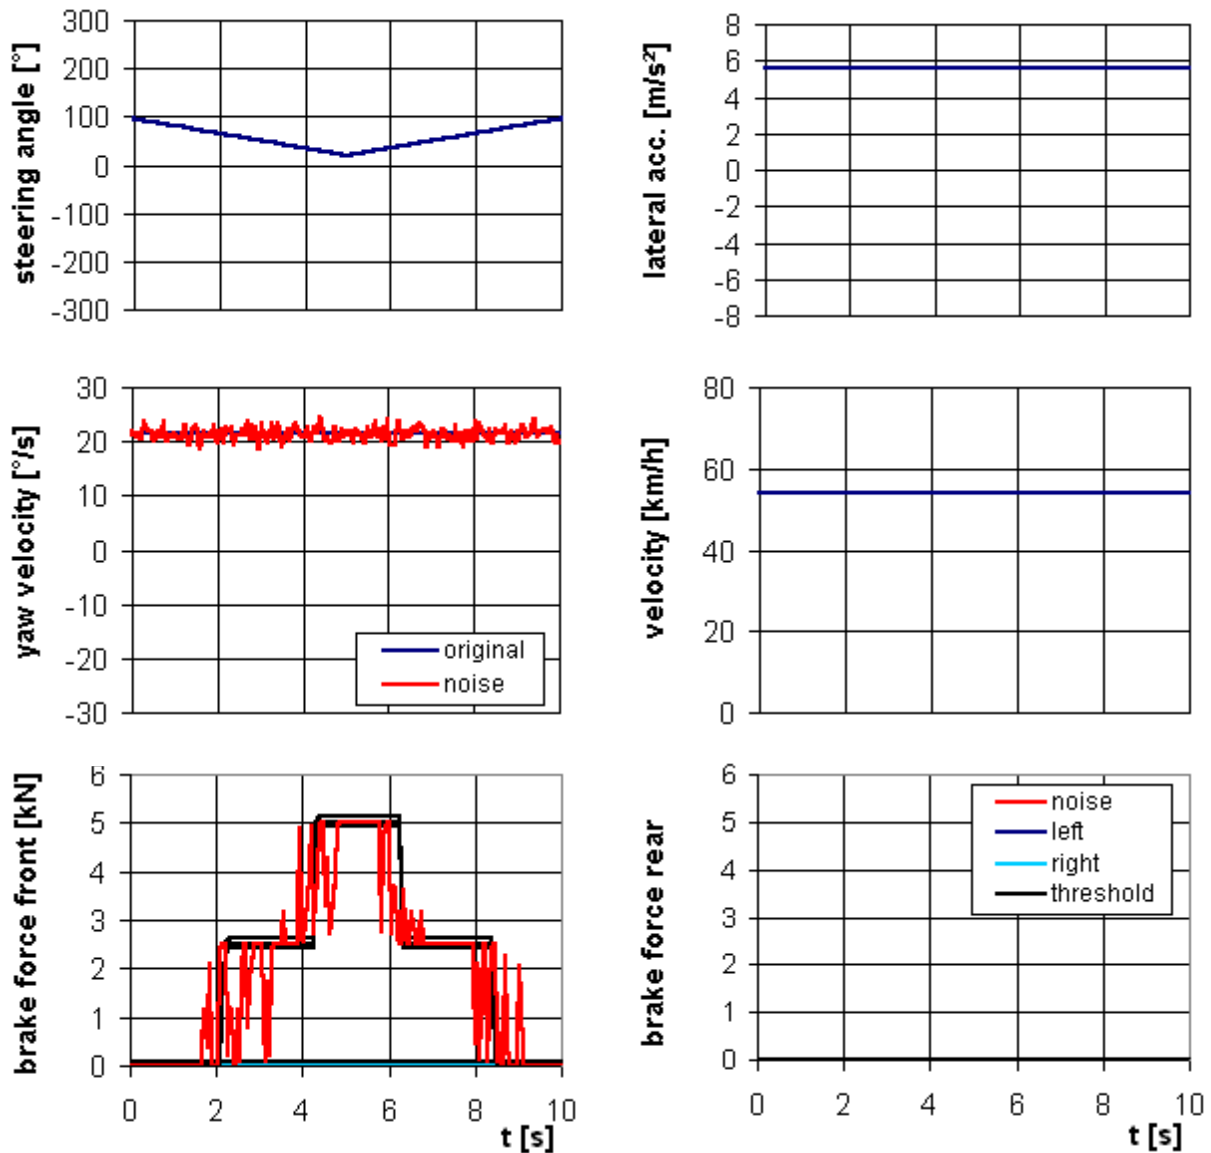 steering angle [°]
300
200
100
0
-100
-200
-300
lateral acc. [m/s²]
8
6
4
2
0
-2
-4
-6
-8
yaw velocity [°/s]
30
20
10
0
-10
-20
-30
original
noise
velocity [km/h]
80
60
40
20
0
brake force front [kN]
6
5
4
3
2
1
0
0 2 4 6 8 10
t [s]
brake force rear
6
5
4
3
2
1
0
noise
left
right
threshold
0 2 4 6 8 10
t [s]